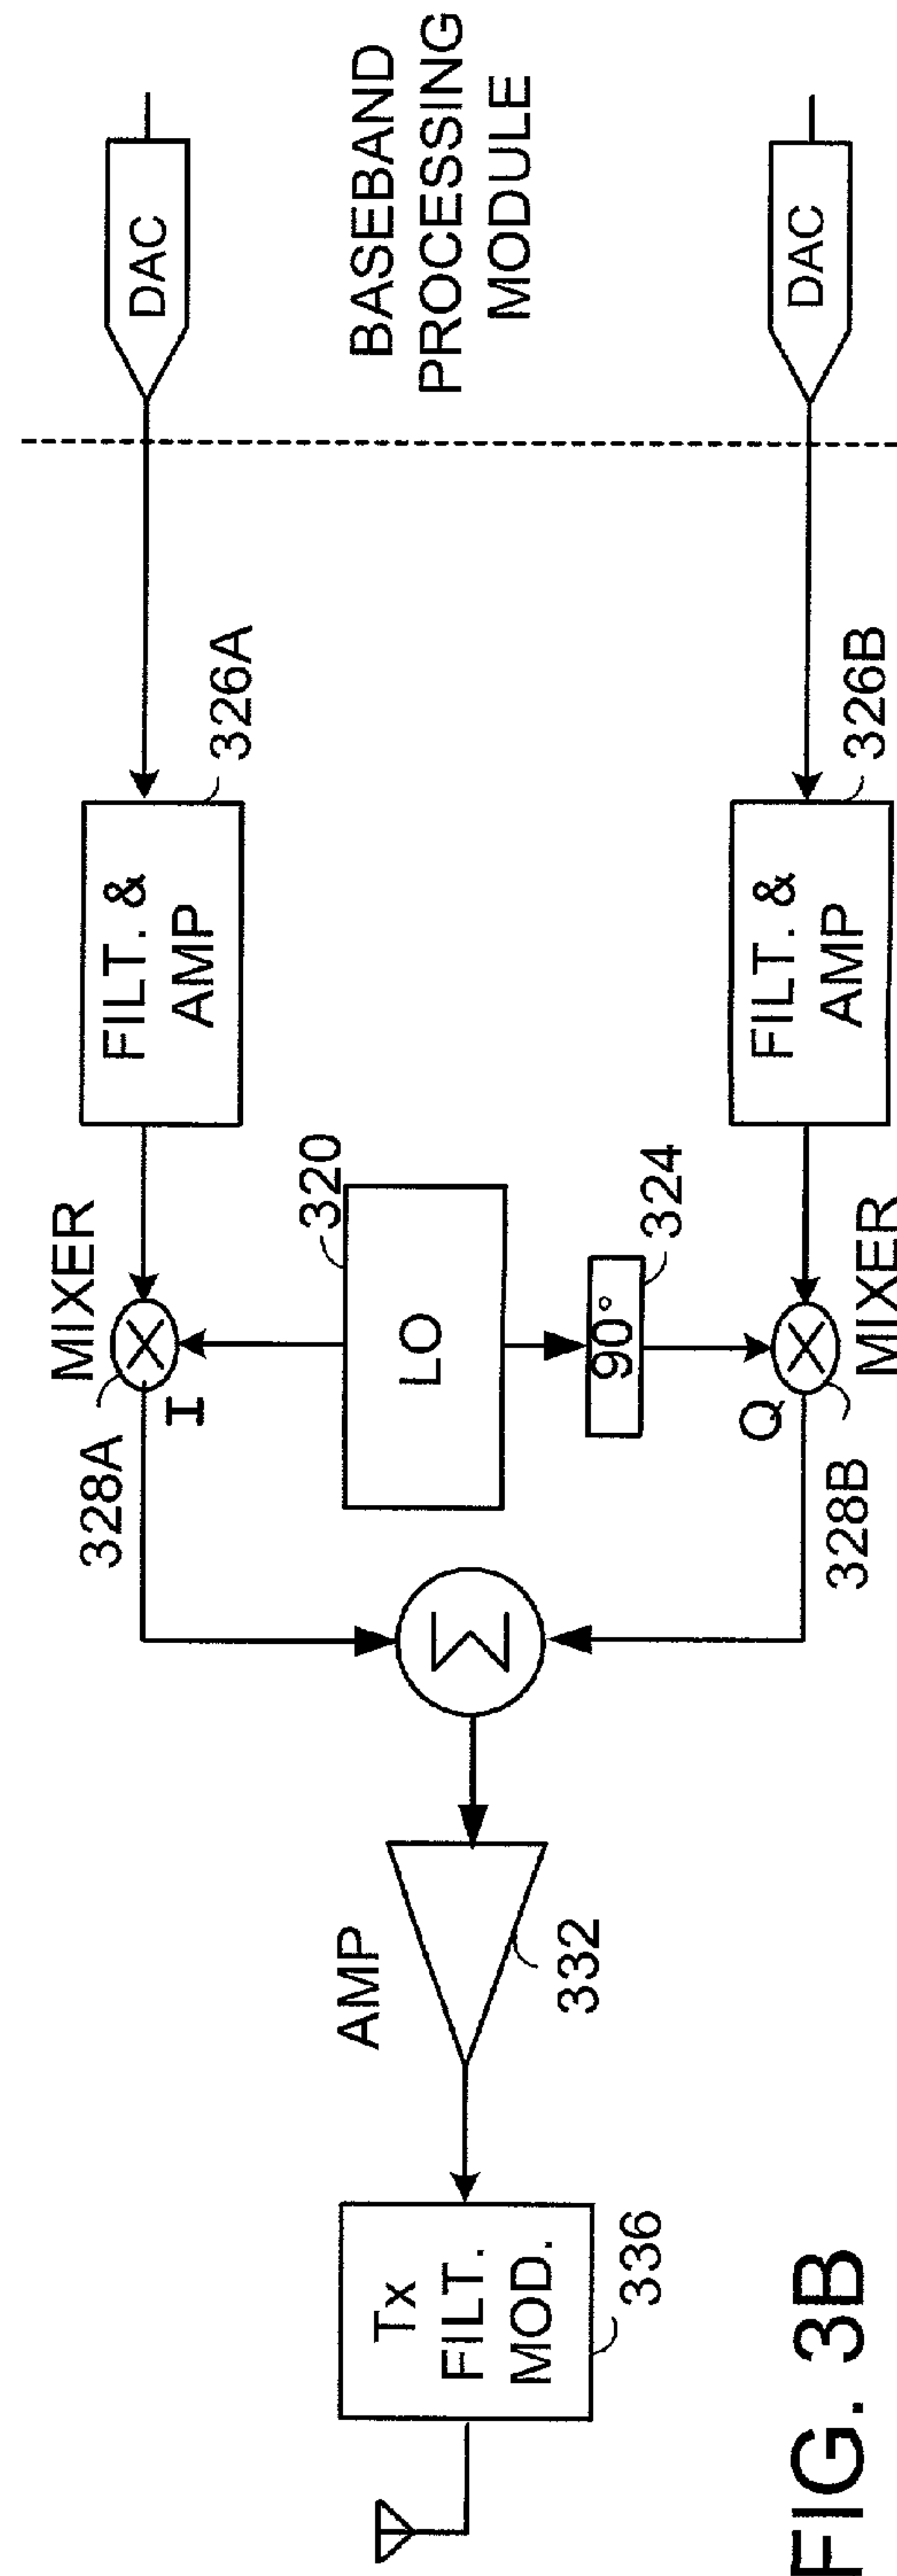 DAC
BASEBAND
PROCESSING
MODULE
DAC
326A
FILT. &
AMP
326B
FILT. &
AMP
MIXER
328A
I
320
LO
324
90°
Q
328B
MIXER
Σ
AMP
332
Tx
FILT.
MOD.
336
FIG. 3B